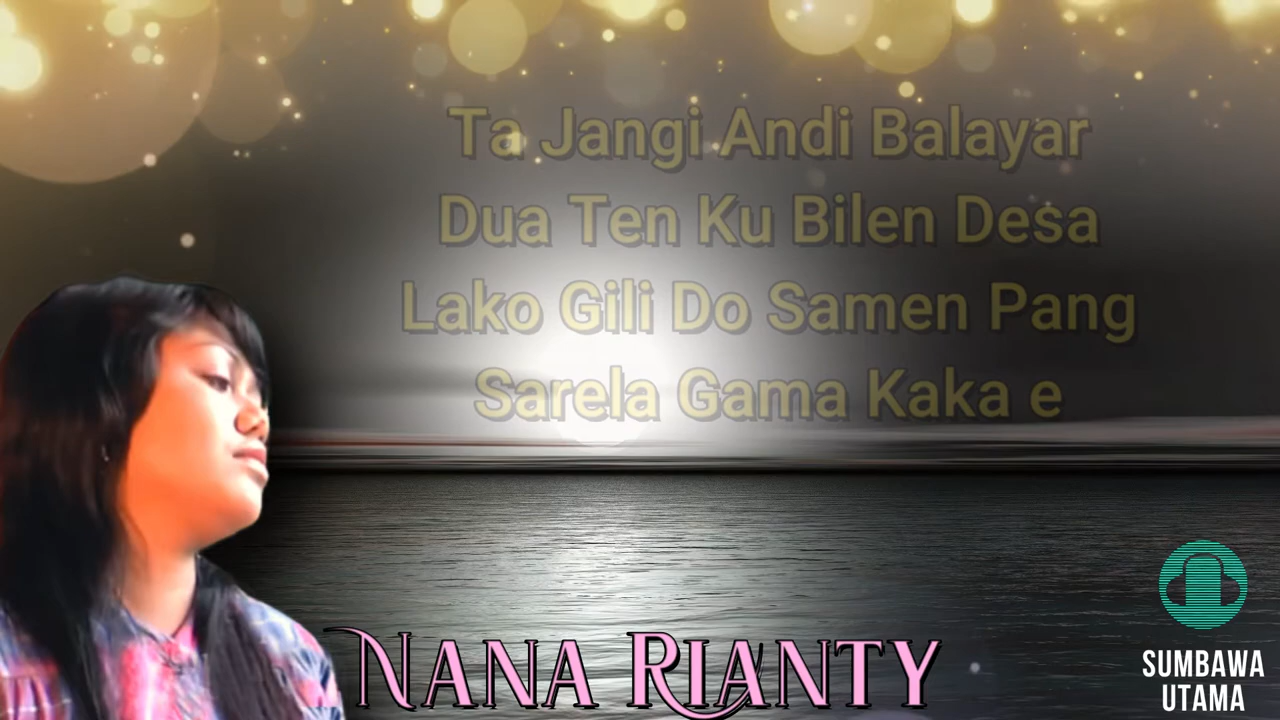 Ta Jangi Andi Balayar
Dua Ten Ku Bilen Desa
Lako Gili Do Samen Pang
Sarela Gama Kaka e
NANA RIANTY
SUMBAWA
UTAMA